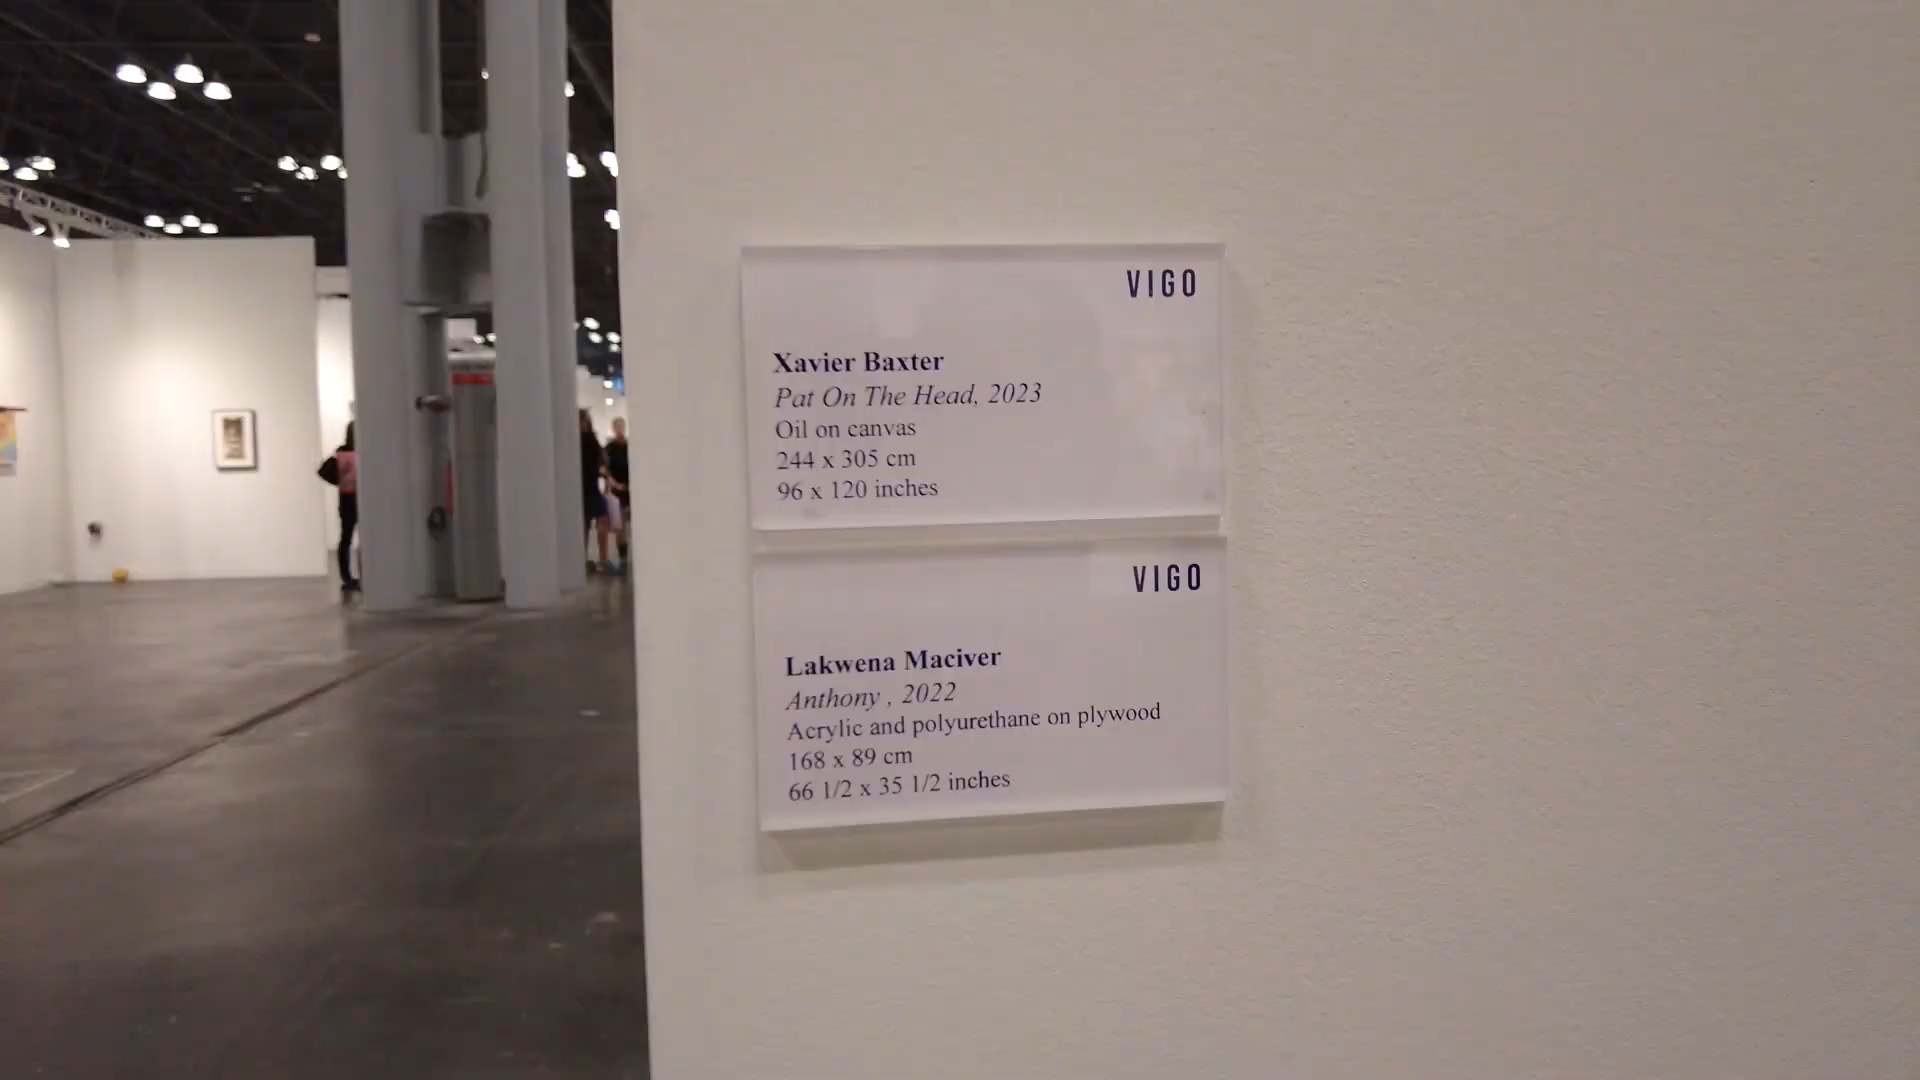 VIGO
Xavier Baxter
Pat On The Head, 2023
Oil on canvas
244 x 305 cm
96 x 120 inches
VIGO
Lakwena Maciver
Anthony , 2022
Acrylic and polyurethane on plywood
168 x 89 cm
66 1/2 x 35 1/2 inches